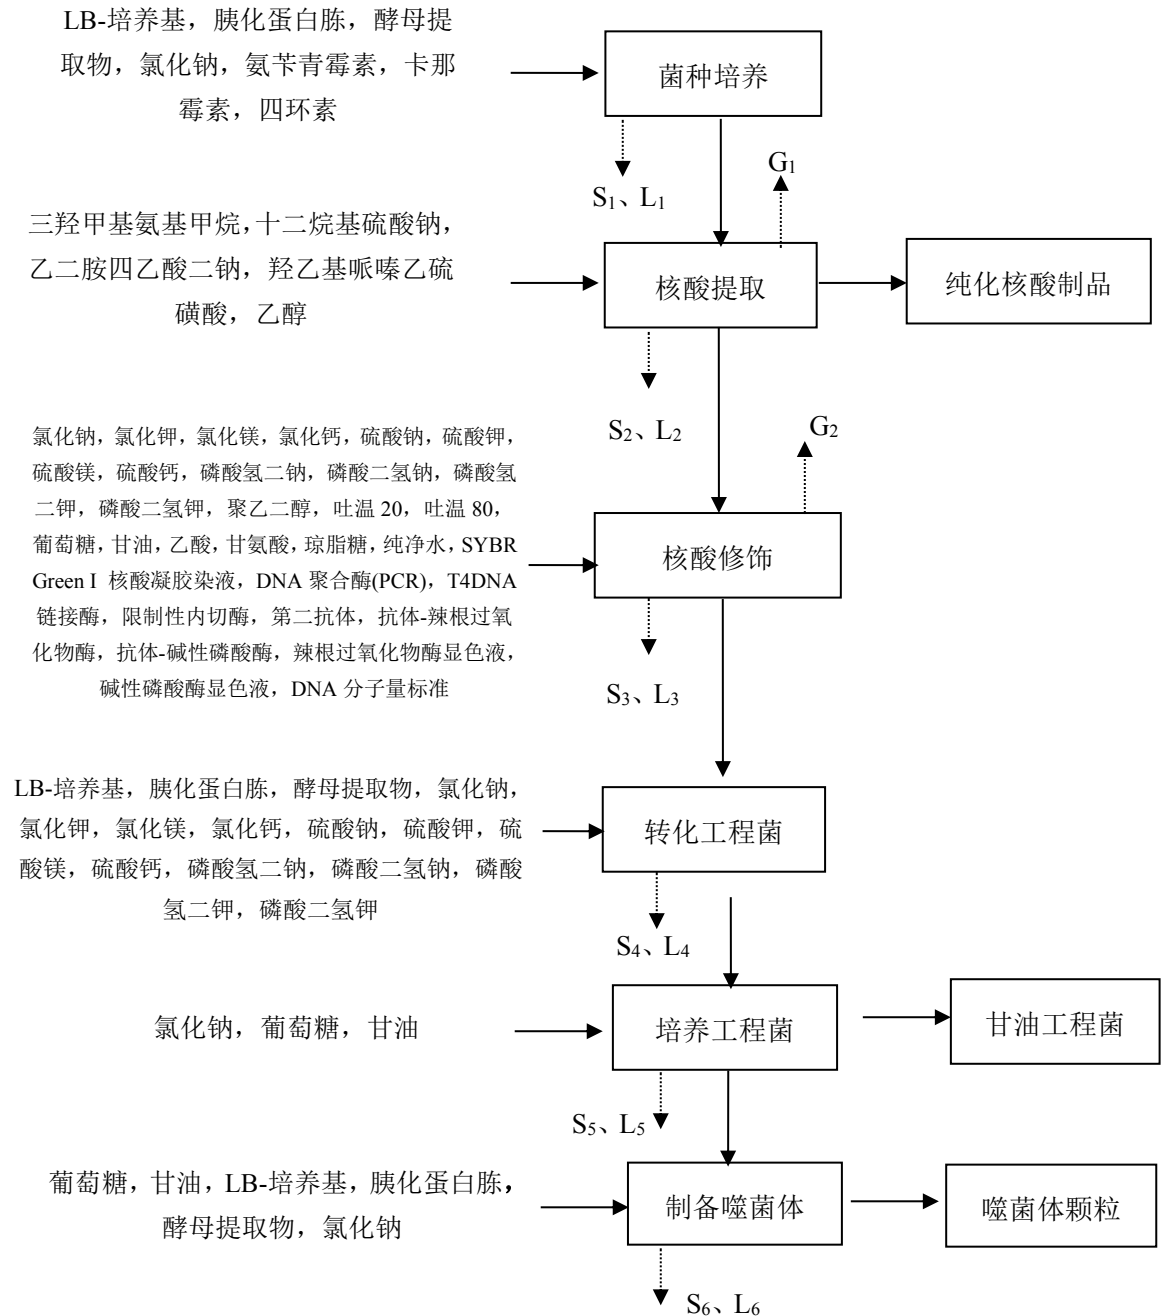 LB-培养基，胰化蛋白胨，酵母提
取物，氯化钠，氨苄青霉素，卡那
霉素，四环素
菌种培养
S1、L1
G1
三羟甲基氨基甲烷，十二烷基硫酸钠，
乙二胺四乙酸二钠，羟乙基哌嗪乙硫
磺酸，乙醇
核酸提取
纯化核酸制品
S2、L2
G2
氯化钠，氯化钾，氯化镁，氯化钙，硫酸钠，硫酸钾，
硫酸镁，硫酸钙，磷酸氢二钠，磷酸二氢钠，磷酸氢
二钾，磷酸二氢钾，聚乙二醇，吐温 20，吐温 80，
葡萄糖，甘油，乙酸，甘氨酸，琼脂糖，纯净水，SYBR
Green I 核酸凝胶染液，DNA 聚合酶(PCR)，T4DNA
链接酶，限制性内切酶，第二抗体，抗体-辣根过氧
化物酶，抗体-碱性磷酸酶，辣根过氧化物酶显色液，
碱性磷酸酶显色液，DNA 分子量标准
核酸修饰
S3、L3
LB-培养基，胰化蛋白胨，酵母提取物，氯化钠，
氯化钾，氯化镁，氯化钙，硫酸钠，硫酸钾，硫
酸镁，硫酸钙，磷酸氢二钠，磷酸二氢钠，磷酸
氢二钾，磷酸二氢钾
转化工程菌
S4、L4
氯化钠，葡萄糖，甘油
培养工程菌
甘油工程菌
S5、L5
葡萄糖，甘油，LB-培养基，胰化蛋白胨，
酵母提取物，氯化钠
制备噬菌体
噬菌体颗粒
S6、L6